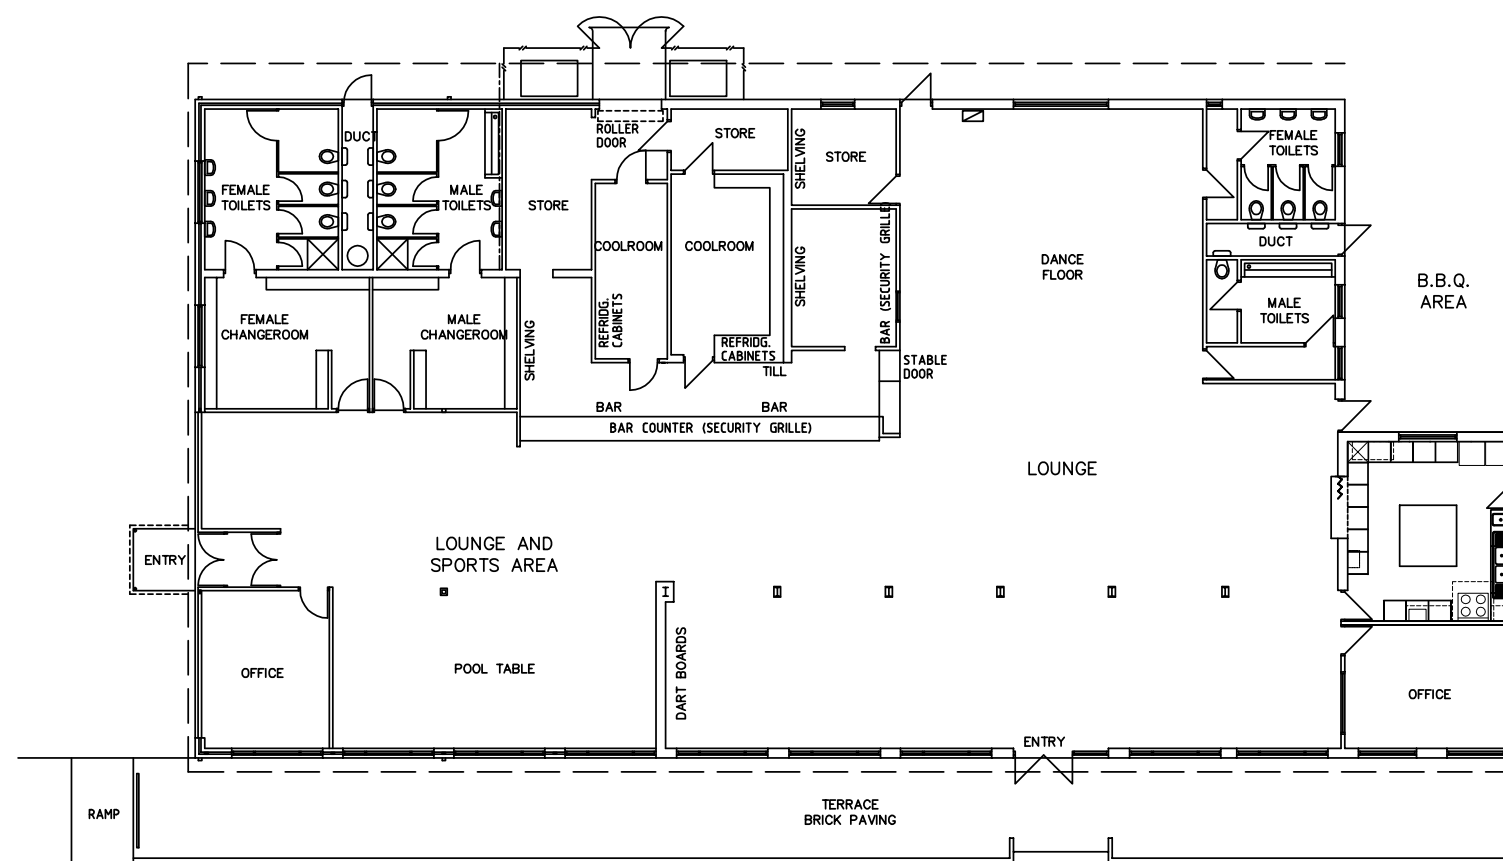 DUCT
ROLLER
DOOR
STORE
SHELVING
STORE
FEMALE
TOILETS
FEMALE
TOILETS
MALE
TOILETS
STORE
COOLROOM
COOLROOM
SHELVING
BAR (SECURITY GRILLE)
DANCE
FLOOR
DUCT
B.B.Q.
AREA
MALE
TOILETS
FEMALE
CHANGEROOM
MALE
CHANGEROOM
SHELVING
REFRIDG.
CABINETS
REFRIDG.
CABINETS
TILL
STABLE
DOOR
BAR
BAR
BAR COUNTER (SECURITY GRILLE)
LOUNGE
LOUNGE AND
SPORTS AREA
ENTRY
I
OFFICE
POOL TABLE
DART BOARDS
OFFICE
ENTRY
RAMP
TERRACE
BRICK PAVING